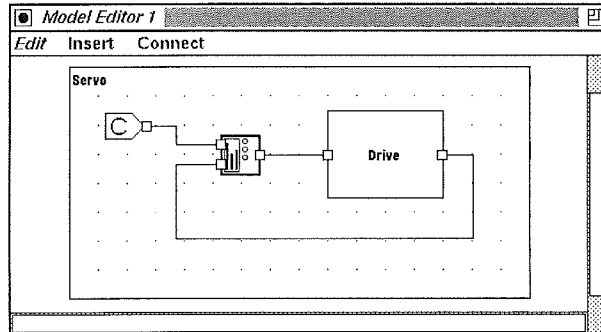 Model Editor 1
Edit Insert Connect
Servo
C
Drive